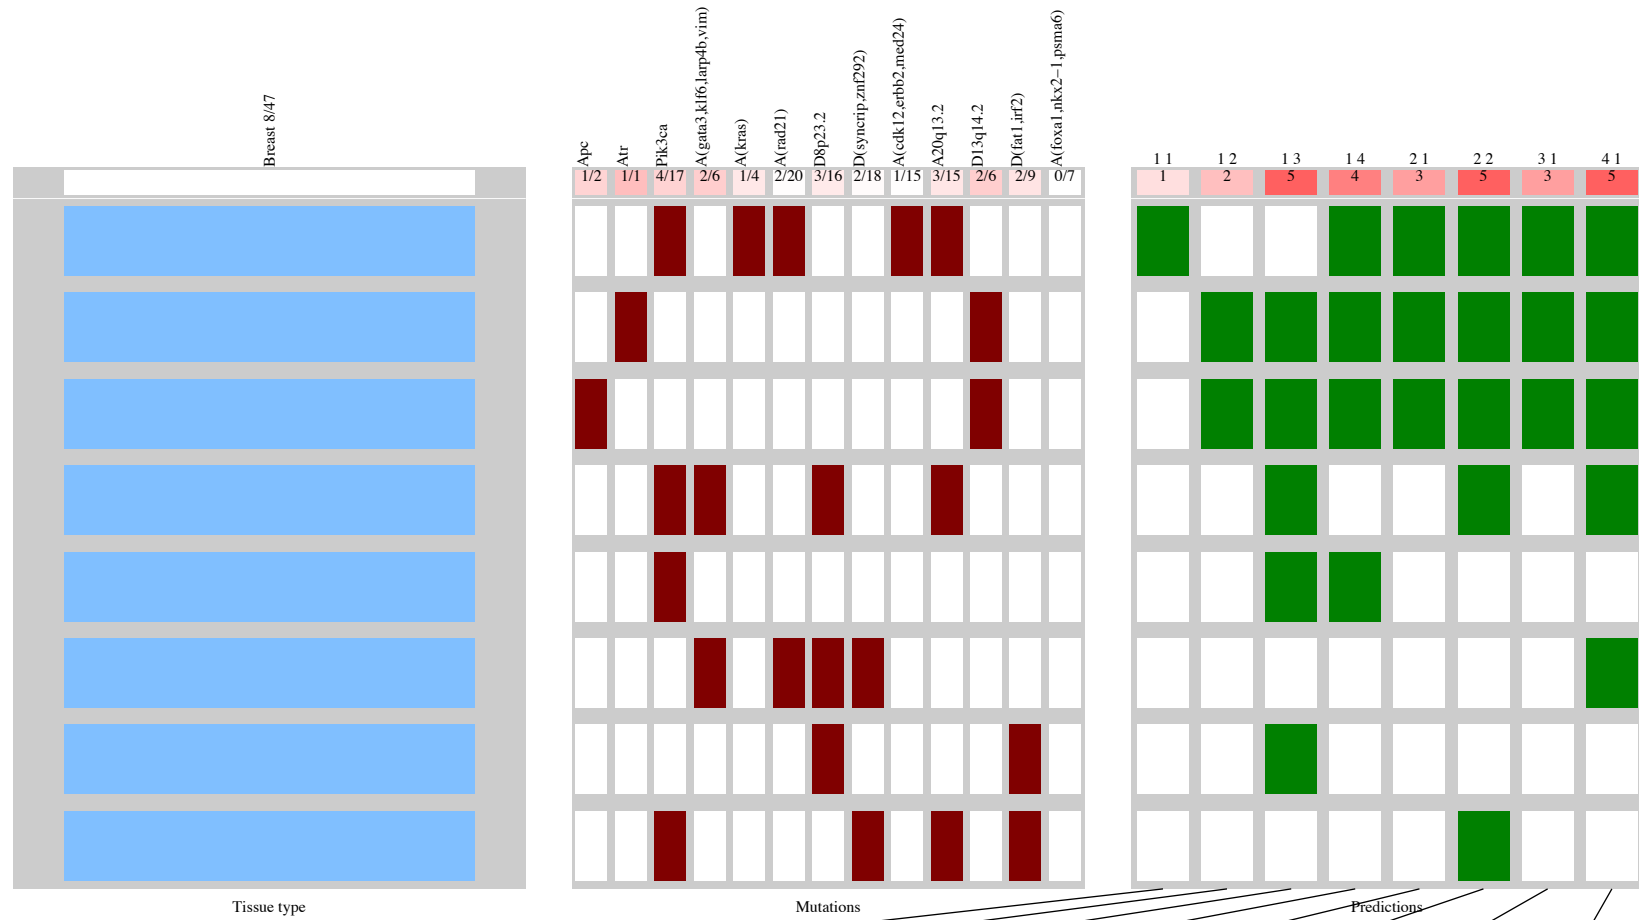 Breast 8/47
Apc
Atr
Pik3ca
A(gata3,klf6,larp4b,vim)
A(kras)
A(rad21)
D8p23.2
D(syncrip,znf292)
A(cdk12,erbb2,med24)
A20q13.2
D13q14.2
D(fat1,irf2)
A(foxa1,nkx2−1,psma6)
1 1 1 2 1 3 1 4 2 1 2 2 3 1 4 1
1/2 1/1 4/17 2/6 1/4 2/20 3/16 2/18 1/15 3/15 2/6 2/9 0/7
1 2 5 4 3 5 3 5
Tissue type
Mutations
Predictions